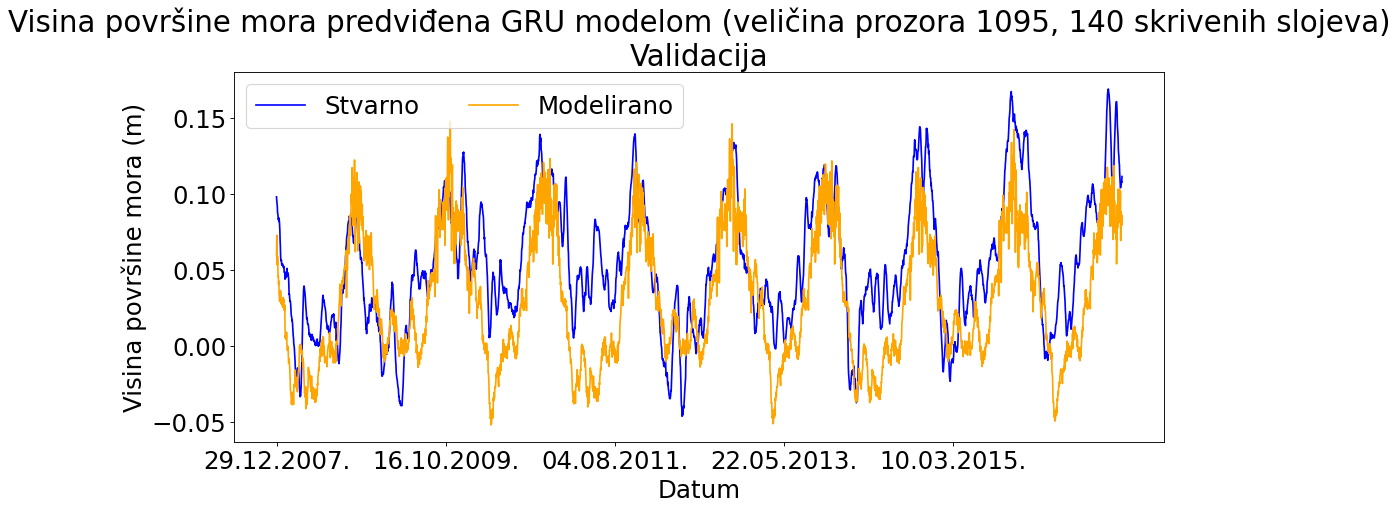 Visina površine mora predviđena GRU modelom (veličina prozora 1095, 140 skrivenih slojeva)
Validacija
Stvarno
Modelirano
Visina površine mora (m)
0.15
0.10
0.05
0.00
−0.05
29.12.2007.
16.10.2009.
04.08.2011.
22.05.2013.
10.03.2015.
Datum